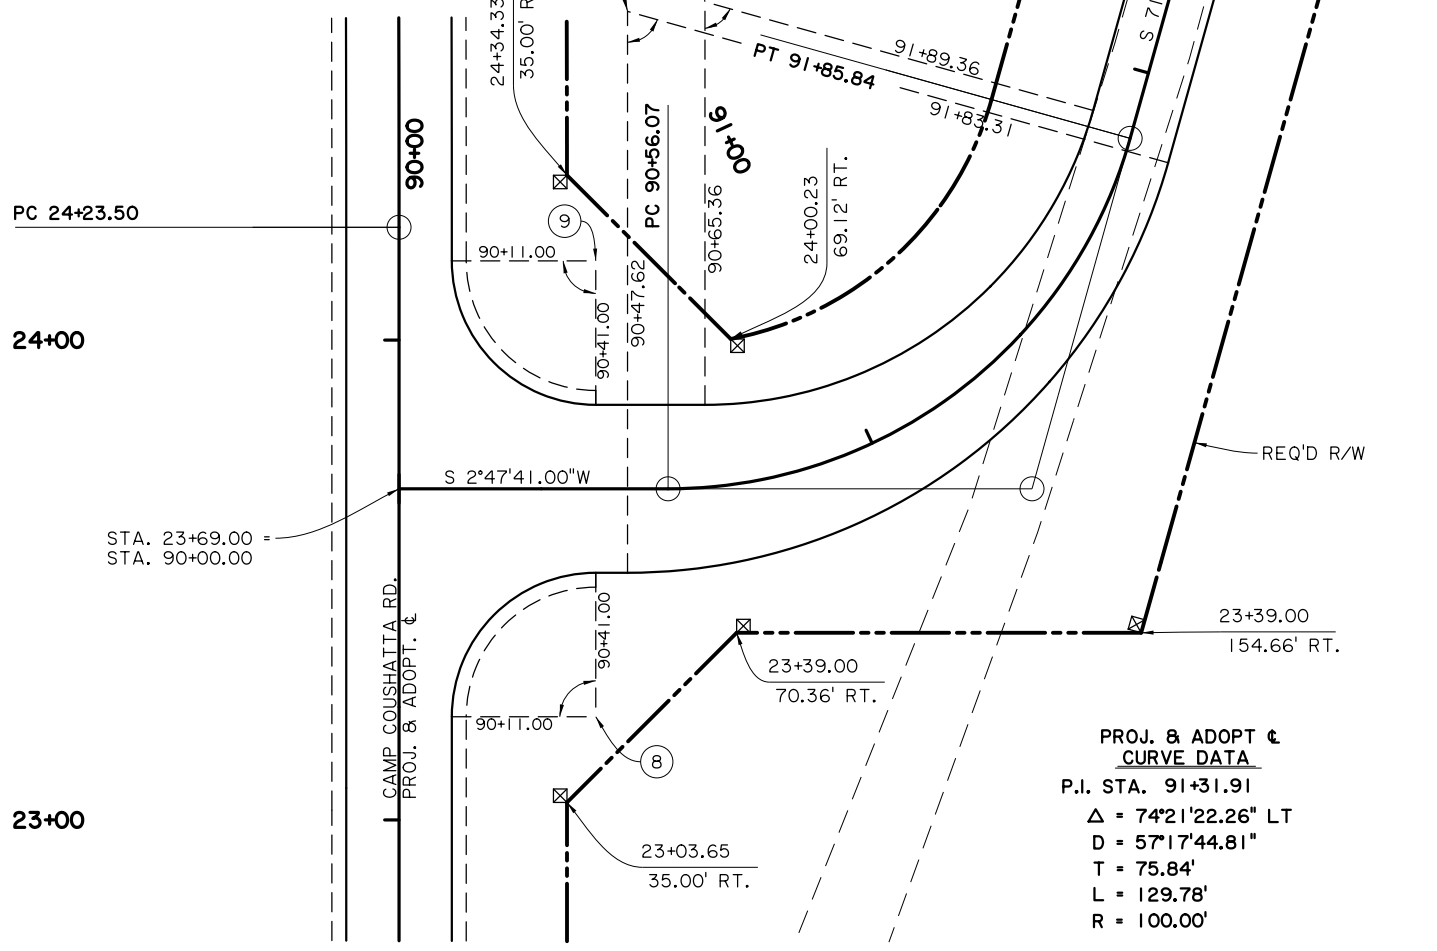 24+34.33
35.00' R
S 71
91+89.36
PT 91+85.84
91+83.31
90+00
PC 90+56.07
91+00
PC 24+23.50
9
90+11.00
90+65.36
24+00.23
69.12' RT.
90+47.62
90+41.00
24+00
REQ'D R/W
S 2°47'41.00"W
STA. 23+69.00 =
STA. 90+00.00
CAMP COUSHATTA RD.
PROJ. & ADOPT. ℄
90+41.00
23+39.00
154.66' RT.
23+39.00
70.36' RT.
90+11.00
8
23+00
23+03.65
35.00' RT.
PROJ. & ADOPT ℄
CURVE DATA
P.I. STA. 91+31.91
Δ = 74°21'22.26" LT
D = 57°17'44.81"
T = 75.84'
L = 129.78'
R = 100.00'